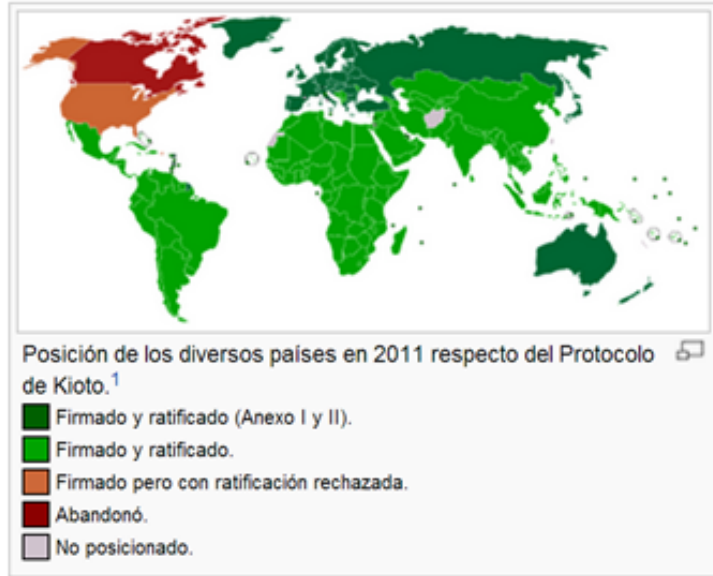 Posición de los diversos países en 2011 respecto del Protocolo
de Kioto.1
Firmado y ratificado (Anexo I y II).
Firmado y ratificado.
Firmado pero con ratificación rechazada.
Abandonó.
No posicionado.